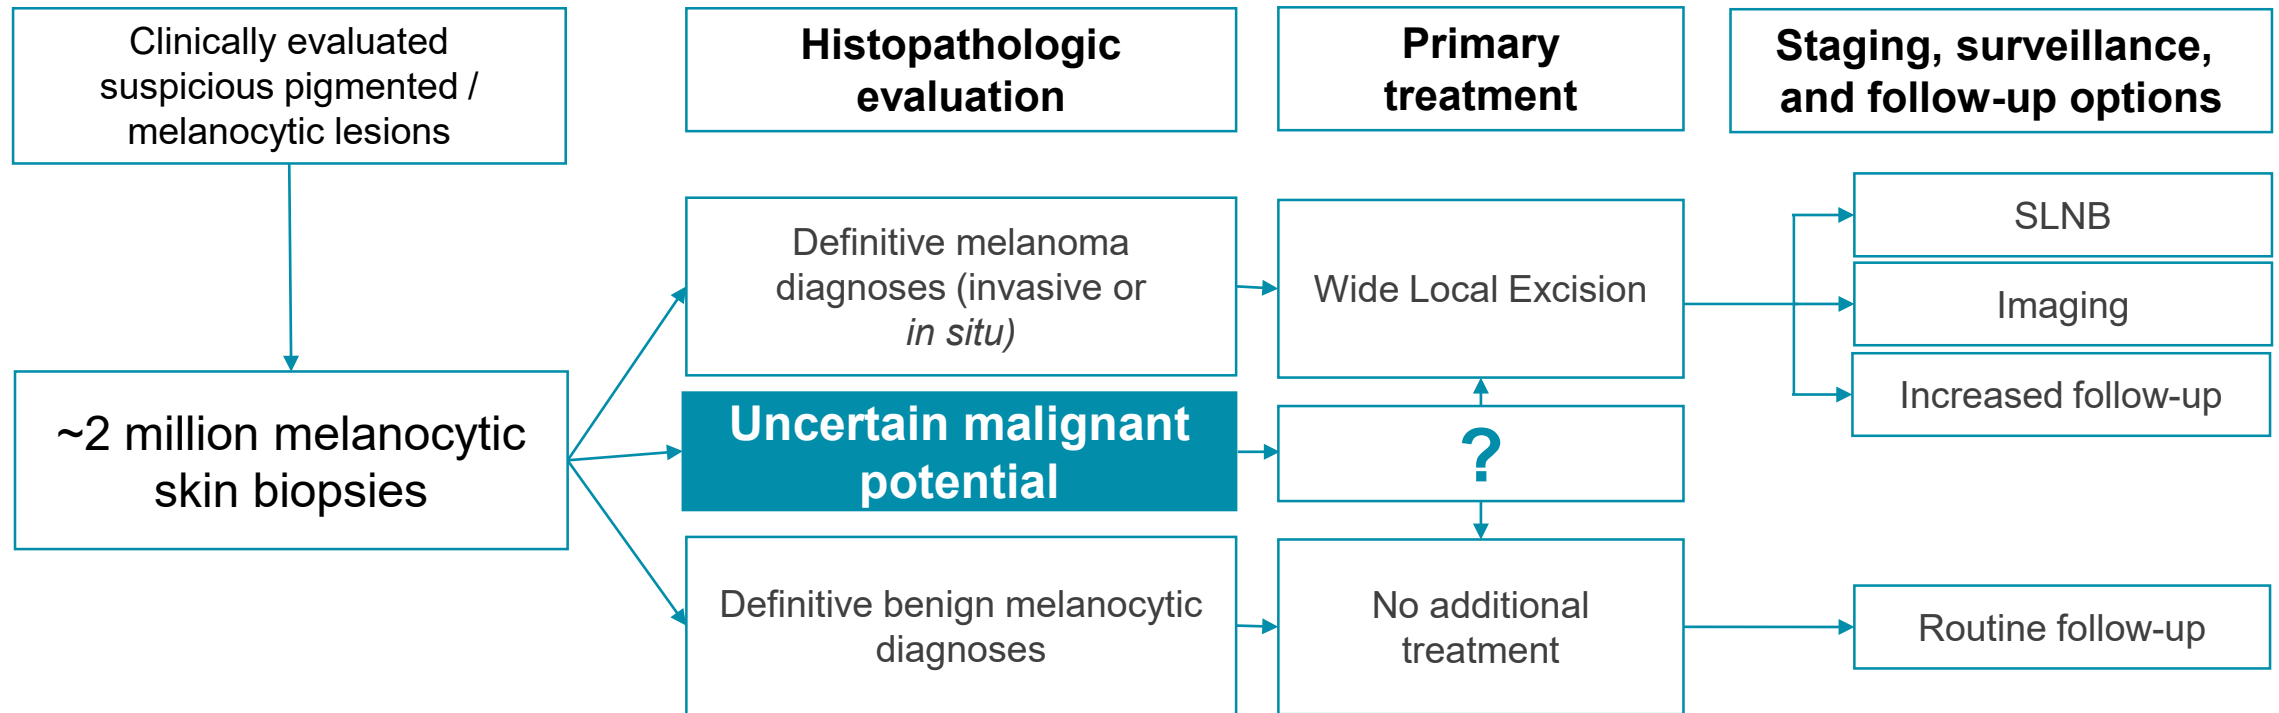 Clinically evaluated
suspicious pigmented /
melanocytic lesions
Histopathologic
evaluation
Primary
treatment
Staging, surveillance,
and follow-up options
~2 million melanocytic
skin biopsies
Definitive melanoma
diagnoses (invasive or
in situ)
Wide Local Excision
SLNB
Imaging
Increased follow-up
Uncertain malignant
potential
?
Definitive benign melanocytic
diagnoses
No additional
treatment
Routine follow-up